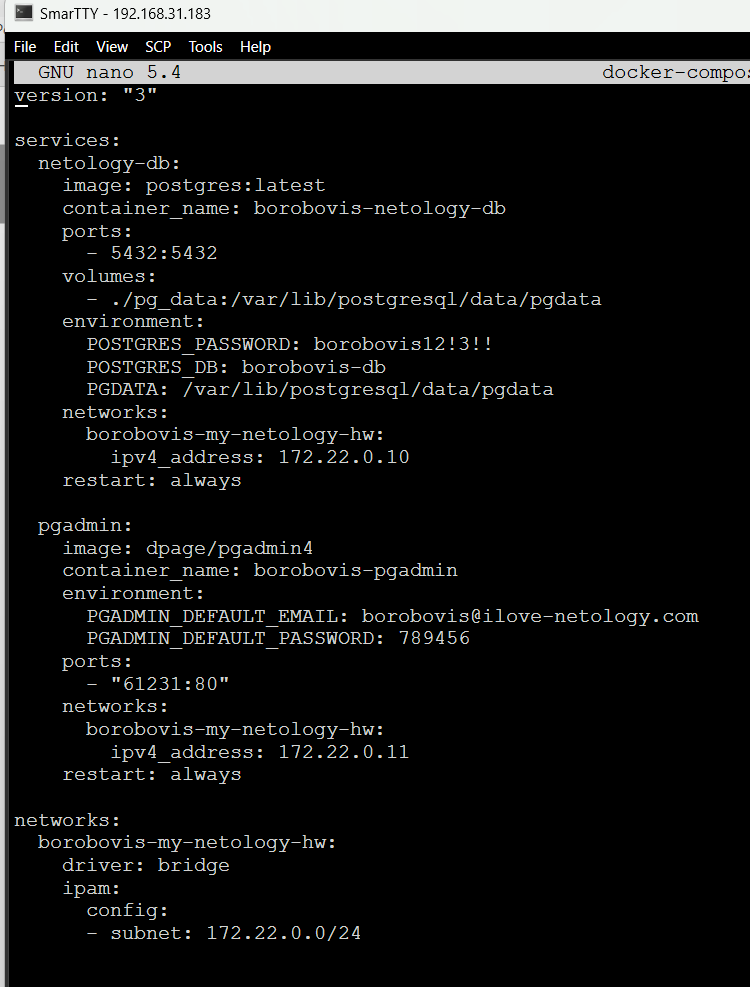 SmarTTY - 192.168.31.183
File Edit View SCP Tools Help
GNU nano 5.4 docker-compos
version: "3"
services:
netology-db:
image: postgres:latest
container_name: borobovis-netology-db
ports:
- 5432:5432
volumes:
- ./pg_data:/var/lib/postgresql/data/pgdata
environment:
POSTGRES_PASSWORD: borobovis12!3!!
POSTGRES_DB: borobovis-db
PGDATA: /var/lib/postgresql/data/pgdata
networks:
borobovis-my-netology-hw:
ipv4_address: 172.22.0.10
restart: always
pgadmin:
image: dpage/pgadmin4
container_name: borobovis-pgadmin
environment:
PGADMIN_DEFAULT_EMAIL: borobovis@ilove-netology.com
PGADMIN_DEFAULT_PASSWORD: 789456
ports:
- "61231:80"
networks:
borobovis-my-netology-hw:
ipv4_address: 172.22.0.11
restart: always
networks:
borobovis-my-netology-hw:
driver: bridge
ipam:
config:
- subnet: 172.22.0.0/24